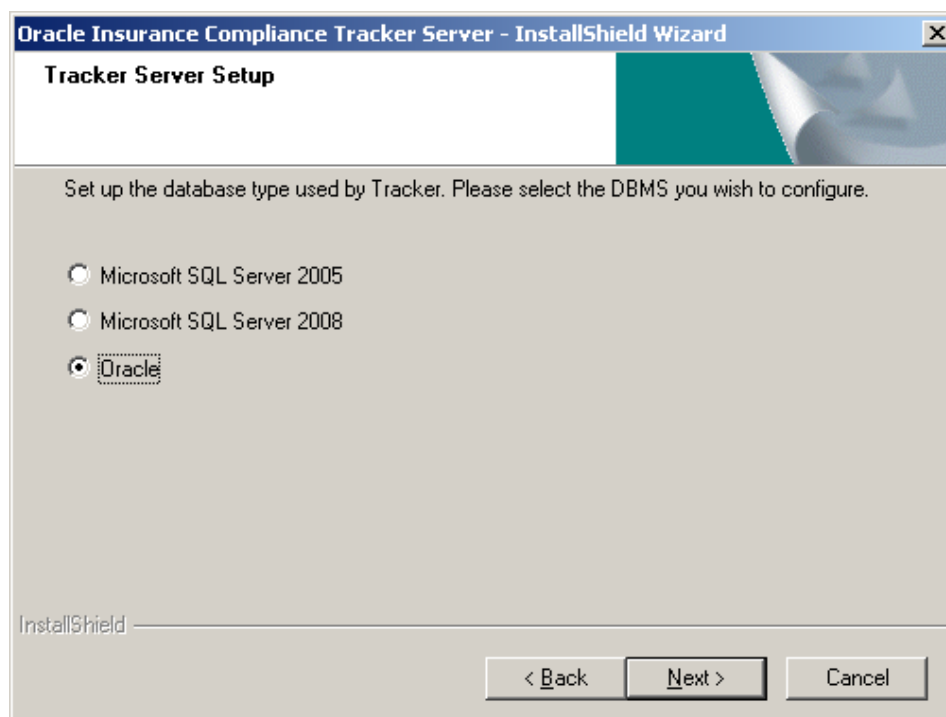 Oracle Insurance Compliance Tracker Server - InstallShield Wizard
Tracker Server Setup
Set up the database type used by Tracker. Please select the DBMS you wish to configure.
Microsoft SQL Server 2005
Microsoft SQL Server 2008
Oracle
InstallShield
< Back Next > Cancel